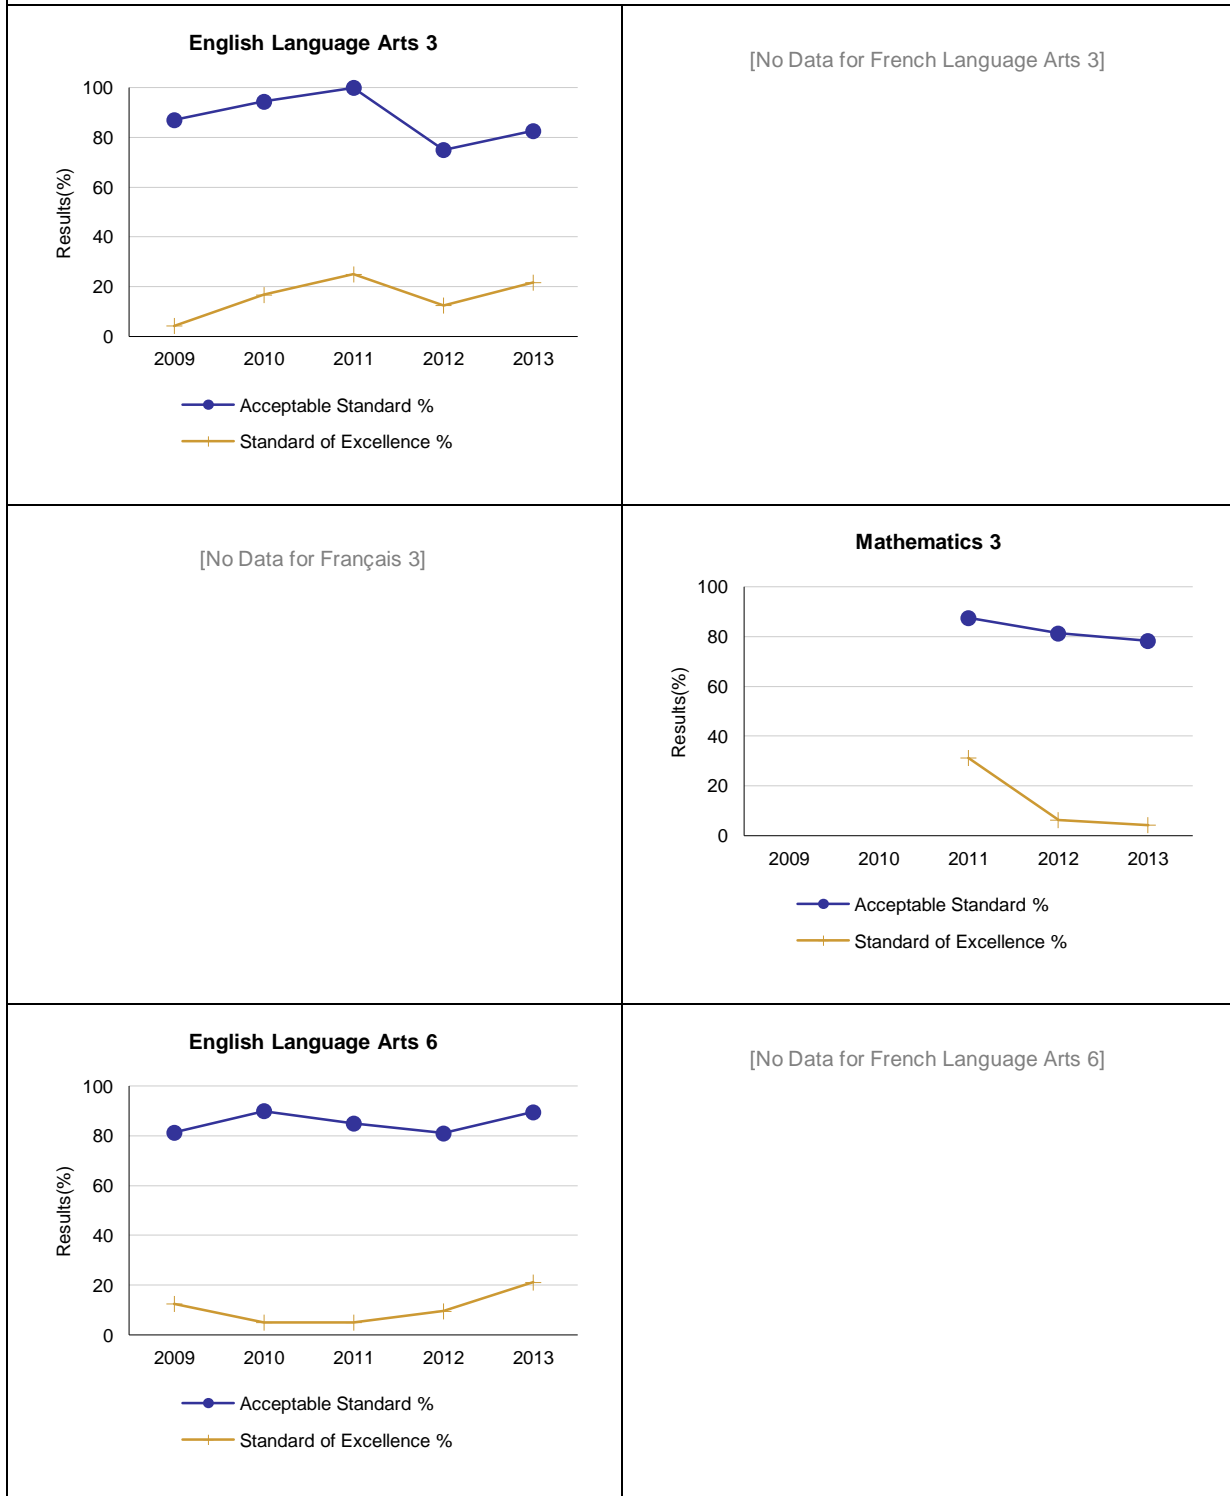 English Language Arts 3
100
80
60
40
20
0
Results(%)
2009 2010 2011 2012 2013
Acceptable Standard %
Standard of Excellence %
[No Data for French Language Arts 3]
[No Data for Français 3]
Mathematics 3
100
80
60
40
20
0
Results(%)
2009 2010 2011 2012 2013
Acceptable Standard %
Standard of Excellence %
English Language Arts 6
100
80
60
40
20
0
Results(%)
2009 2010 2011 2012 2013
Acceptable Standard %
Standard of Excellence %
[No Data for French Language Arts 6]